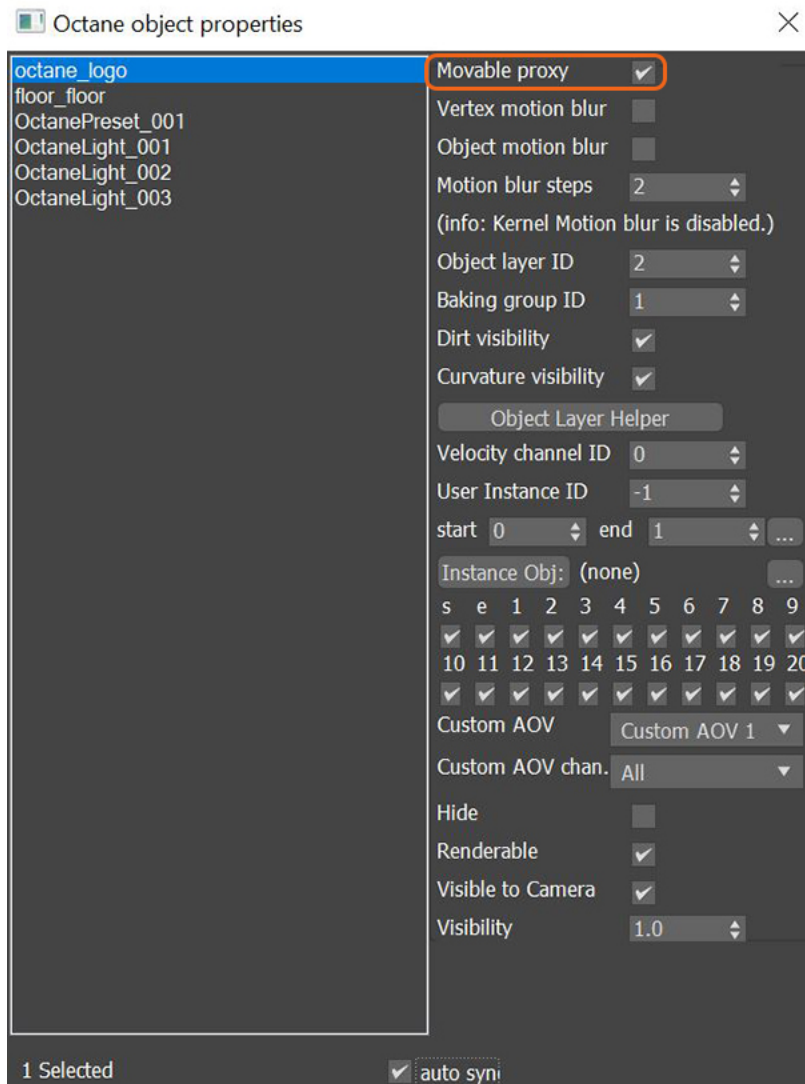 Octane object properties
octane_logo
floor_floor
OctanePreset_001
OctaneLight_001
OctaneLight_002
OctaneLight_003
Movable proxy
Vertex motion blur
Object motion blur
Motion blur steps 2
(info: Kernel Motion blur is disabled.)
Object layer ID 2
Baking group ID 1
Dirt visibility
Curvature visibility
Object Layer Helper
Velocity channel ID 0
User Instance ID -1
start 0 end 1 ...
Instance Obj: (none) ...
s e 1 2 3 4 5 6 7 8 9
10 11 12 13 14 15 16 17 18 19 20
Custom AOV Custom AOV 1
Custom AOV chan. All
Hide
Renderable
Visible to Camera
Visibility 1.0
1 Selected
auto syn